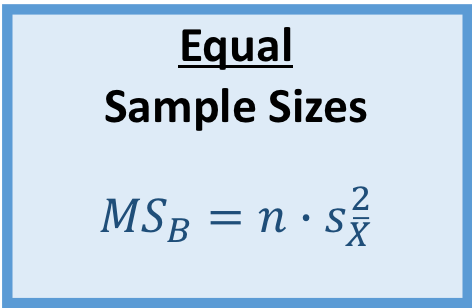 Equal
Sample Sizes
MS_B = n · s_X̄^2